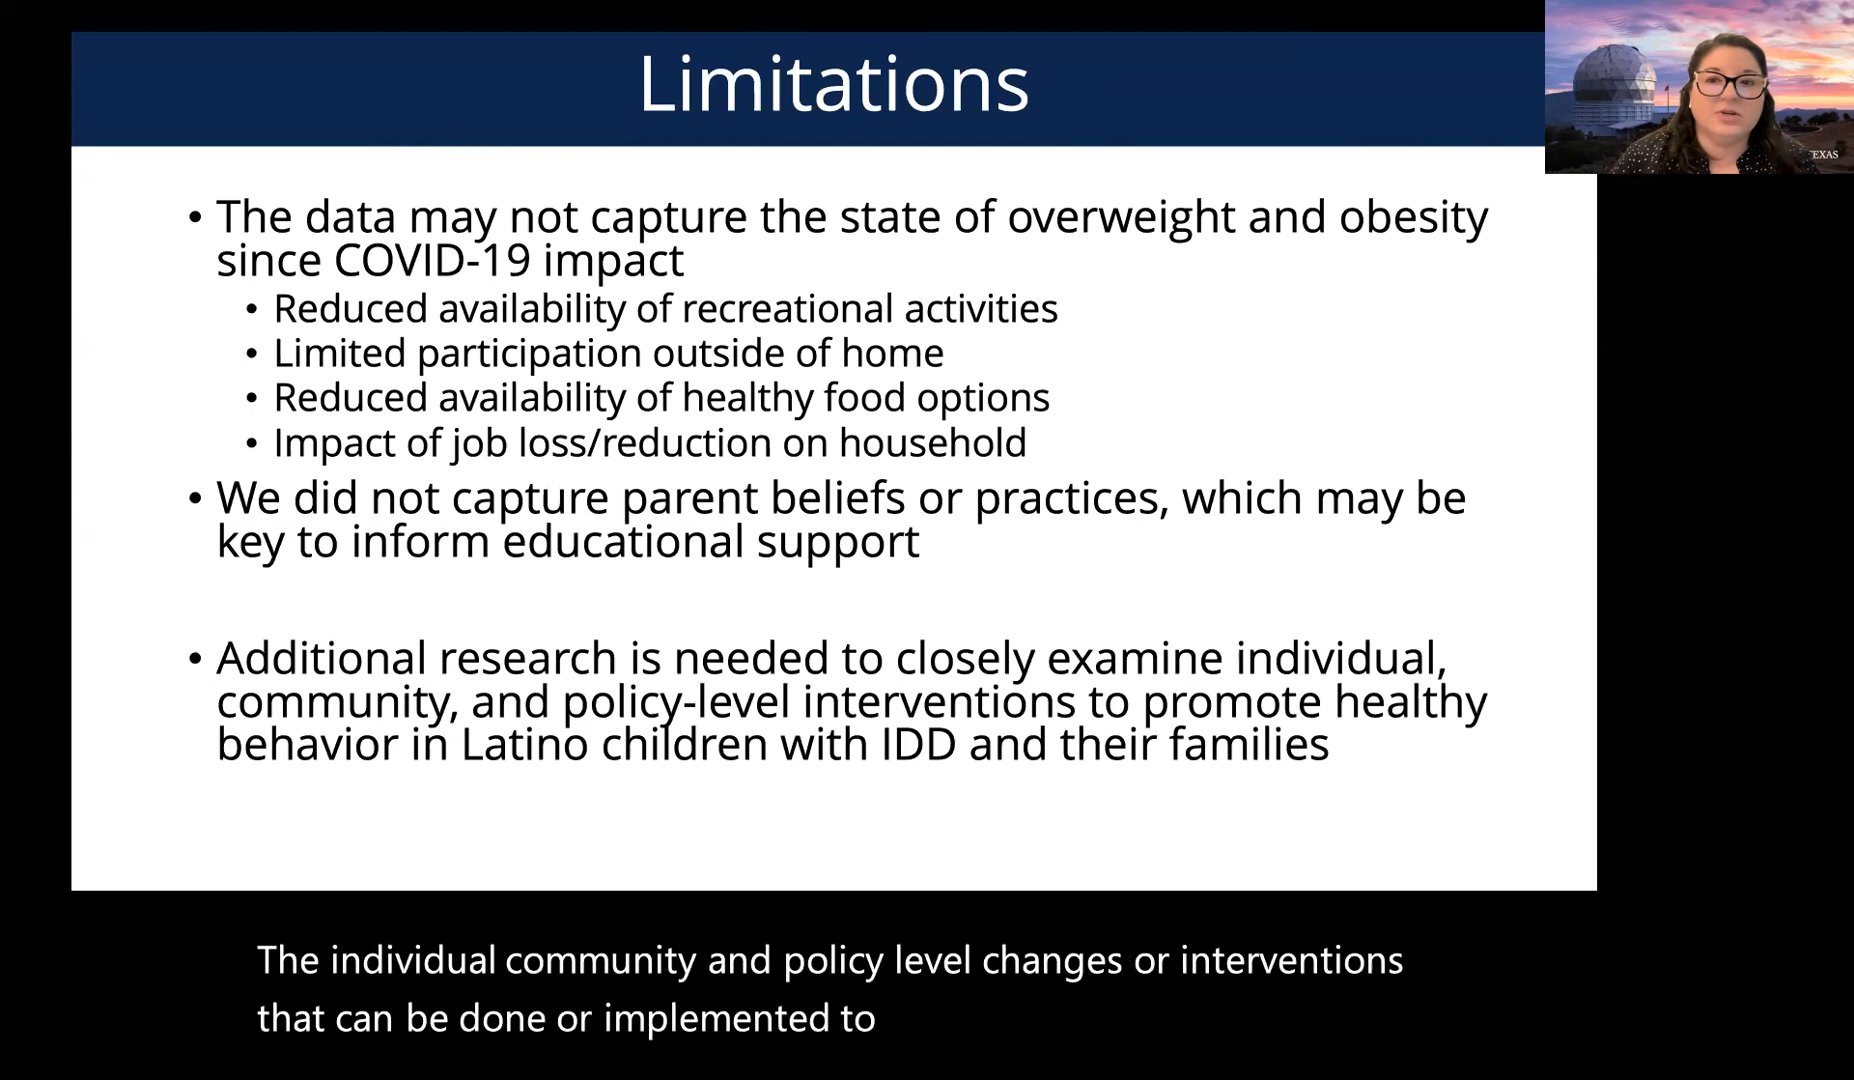 Limitations
• The data may not capture the state of overweight and obesity
since COVID-19 impact
• Reduced availability of recreational activities
• Limited participation outside of home
• Reduced availability of healthy food options
• Impact of job loss/reduction on household
• We did not capture parent beliefs or practices, which may be
key to inform educational support
• Additional research is needed to closely examine individual,
community, and policy-level interventions to promote healthy
behavior in Latino children with IDD and their families
EXAS
The individual community and policy level changes or interventions
that can be done or implemented to